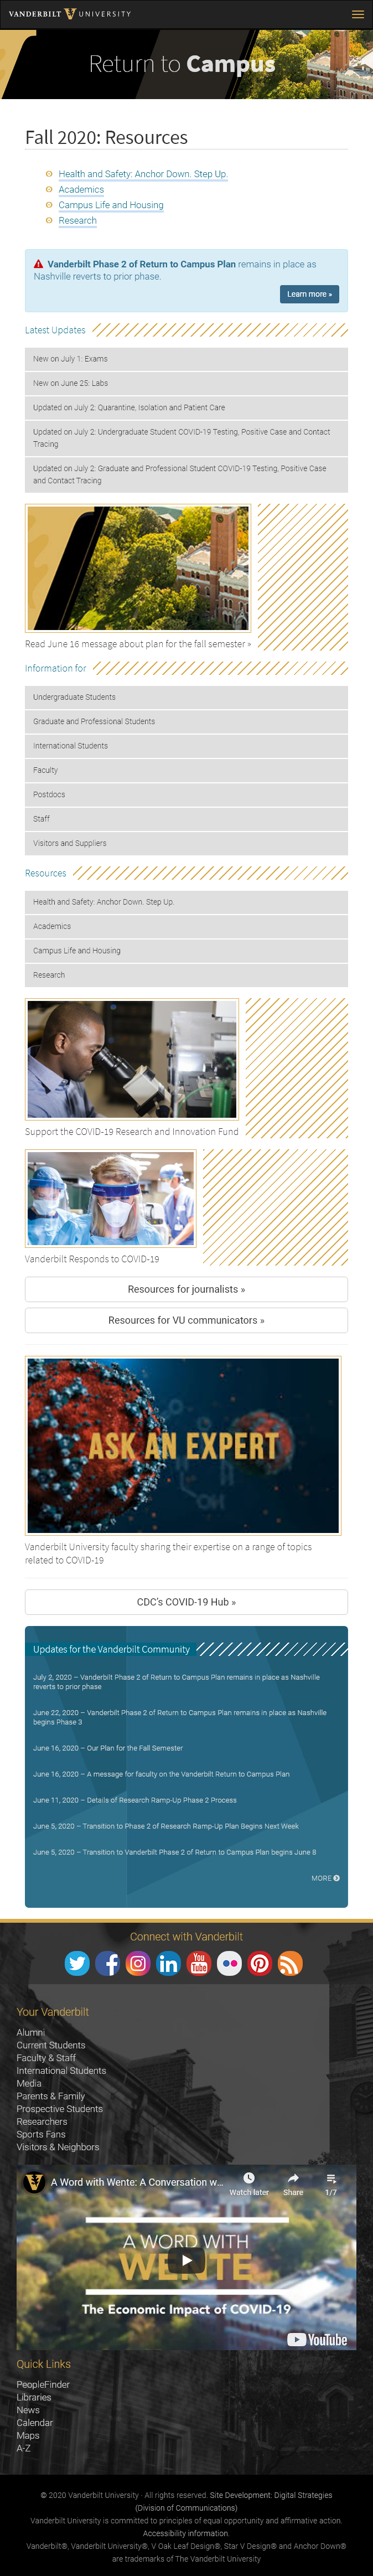 VANDERBILT V UNIVERSITY
Return to Campus
Fall 2020: Resources
Health and Safety: Anchor Down. Step Up.
Academics
Campus Life and Housing
Research
Vanderbilt Phase 2 of Return to Campus Plan remains in place as
Nashville reverts to prior phase.
Learn more »
Latest Updates
New on July 1: Exams
New on June 25: Labs
Updated on July 2: Quarantine, Isolation and Patient Care
Updated on July 2: Undergraduate Student COVID-19 Testing, Positive Case and Contact
Tracing
Updated on July 2: Graduate and Professional Student COVID-19 Testing, Positive Case
and Contact Tracing
Read June 16 message about plan for the fall semester »
Information for
Undergraduate Students
Graduate and Professional Students
International Students
Faculty
Postdocs
Staff
Visitors and Suppliers
Resources
Health and Safety: Anchor Down. Step Up.
Academics
Campus Life and Housing
Research
Support the COVID-19 Research and Innovation Fund
Vanderbilt Responds to COVID-19
Resources for journalists »
Resources for VU communicators »
ASK AN EXPERT
Vanderbilt University faculty sharing their expertise on a range of topics
related to COVID-19
CDC's COVID-19 Hub »
Updates for the Vanderbilt Community
July 2, 2020 – Vanderbilt Phase 2 of Return to Campus Plan remains in place as Nashville
reverts to prior phase
June 22, 2020 – Vanderbilt Phase 2 of Return to Campus Plan remains in place as Nashville
begins Phase 3
June 16, 2020 – Our Plan for the Fall Semester
June 16, 2020 – A message for faculty on the Vanderbilt Return to Campus Plan
June 11, 2020 – Details of Research Ramp-Up Phase 2 Process
June 5, 2020 – Transition to Phase 2 of Research Ramp-Up Plan Begins Next Week
June 5, 2020 – Transition to Vanderbilt Phase 2 of Return to Campus Plan begins June 8
MORE
Connect with Vanderbilt
You Tube
Your Vanderbilt
Alumni
Current Students
Faculty & Staff
International Students
Media
Parents & Family
Prospective Students
Researchers
Sports Fans
Visitors & Neighbors
A Word with Wente: A Conversation w...
Watch later
Share
1/7
A WORD WITH
WENTE
The Economic Impact of COVID-19
YouTube
Quick Links
PeopleFinder
Libraries
News
Calendar
Maps
A-Z
© 2020 Vanderbilt University · All rights reserved. Site Development: Digital Strategies
(Division of Communications)
Vanderbilt University is committed to principles of equal opportunity and affirmative action.
Accessibility information.
Vanderbilt®, Vanderbilt University®, V Oak Leaf Design®, Star V Design® and Anchor Down®
are trademarks of The Vanderbilt University